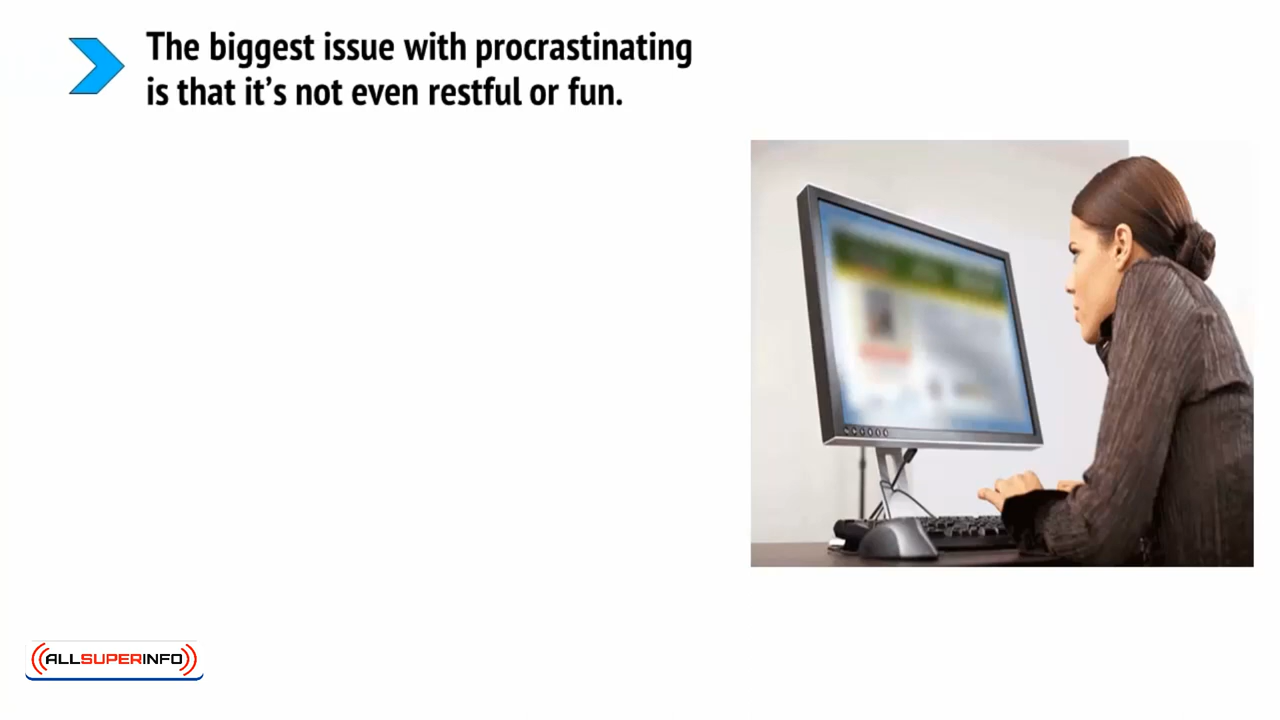 The biggest issue with procrastinating
is that it's not even restful or fun.
ALLSUPERINFO